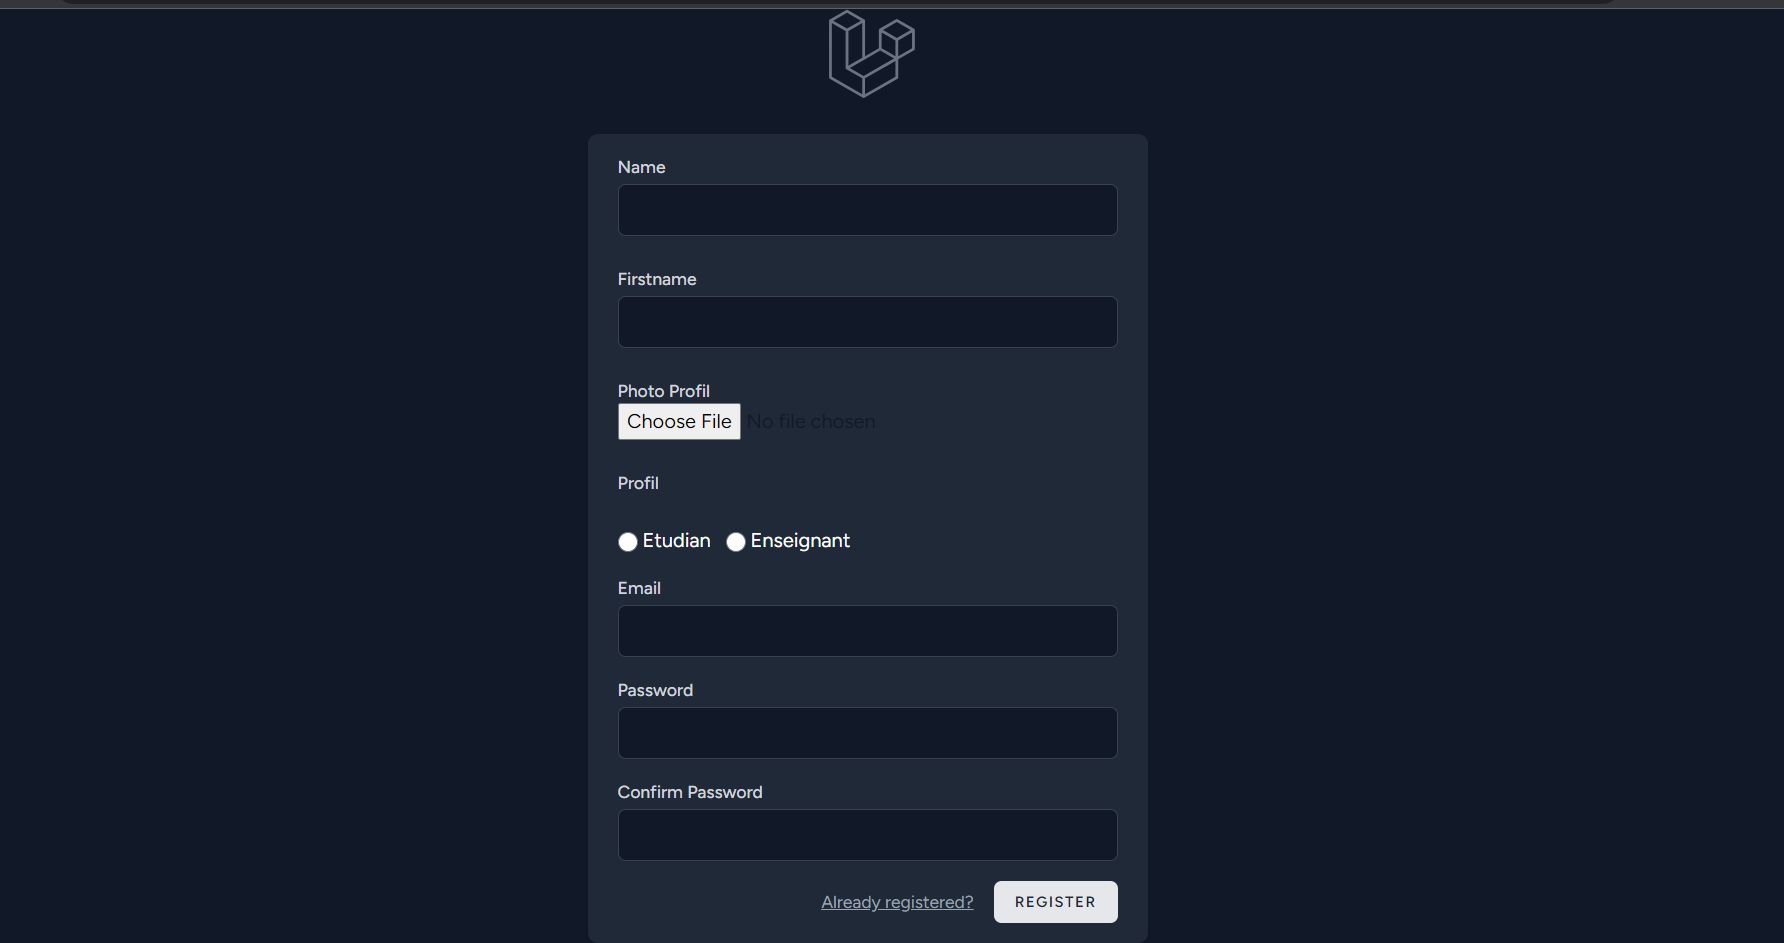 Name
Firstname
Photo Profil
Choose File No file chosen
Profil
Etudian Enseignant
Email
Password
Confirm Password
Already registered? REGISTER